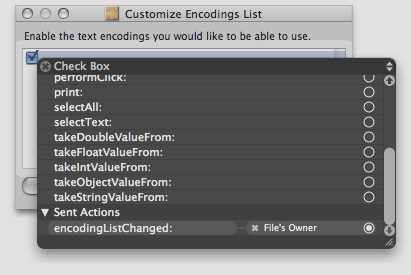 Customize Encodings List
Enable the text encodings you would like to be able to use.
Check Box
performClick:
print:
selectAll:
selectText:
takeDoubleValueFrom:
takeFloatValueFrom:
takeIntValueFrom:
takeObjectValueFrom:
takeStringValueFrom:
Sent Actions
encodingListChanged: File's Owner